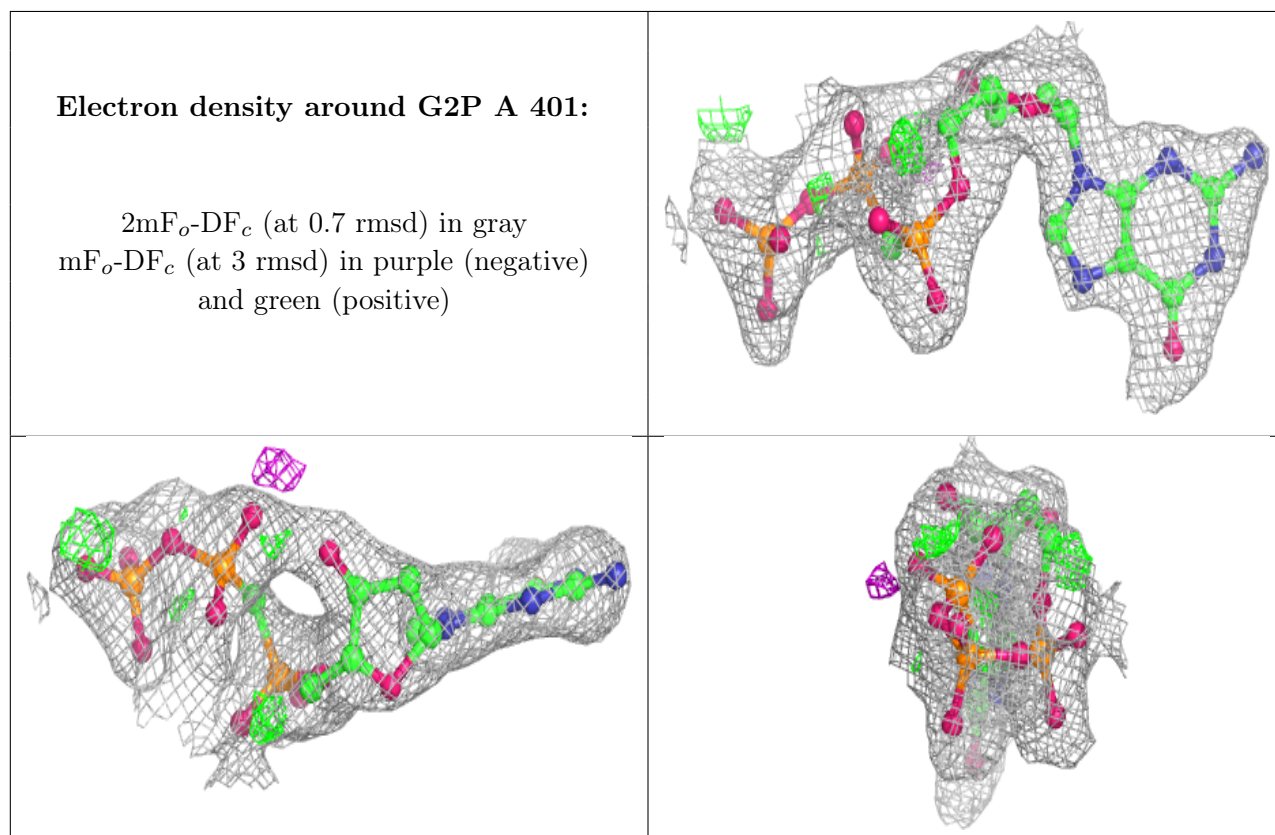 Electron density around G2P A 401:
2mFo-DFc (at 0.7 rmsd) in gray
mFo-DFc (at 3 rmsd) in purple (negative)
and green (positive)